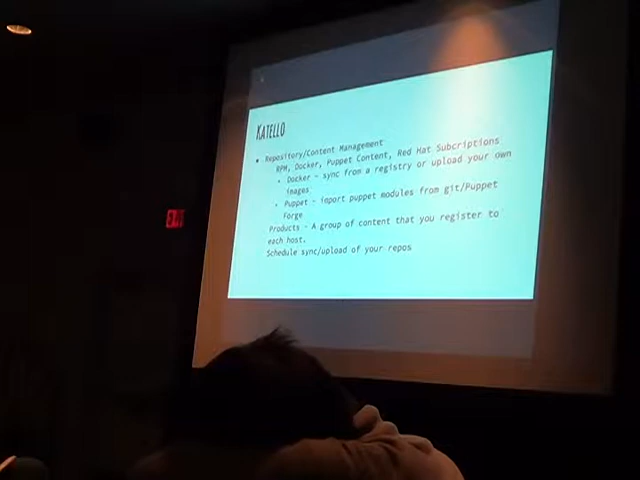 KATELLO
• Repository/Content Management
RPM, Docker, Puppet Content, Red Hat Subcriptions
• Docker - sync from a registry or upload your own
images
• Puppet - import puppet modules from git/Puppet
Forge
Products - A group of content that you register to
each host.
Schedule sync/upload of your repos
EXIT